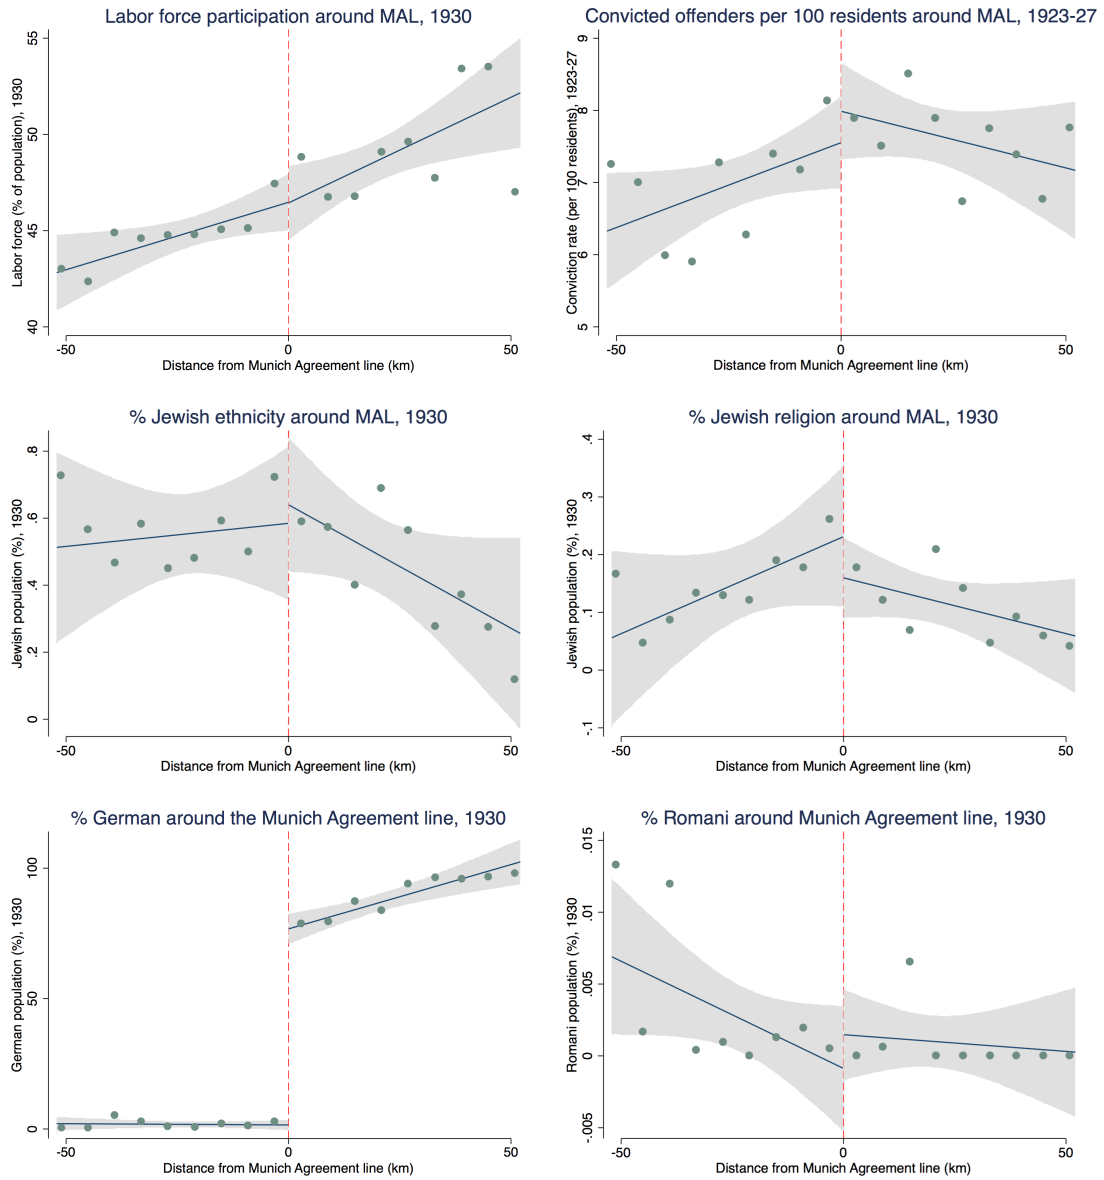 Labor force participation around MAL, 1930
Labor force (% of population), 1930
55
50
45
40
-50 0 50
Distance from Munich Agreement line (km)
Convicted offenders per 100 residents around MAL, 1923-27
Conviction rate (per 100 residents), 1923-27
9
8
7
6
5
-50 0 50
Distance from Munich Agreement line (km)
% Jewish ethnicity around MAL, 1930
Jewish population (%), 1930
.8
.6
.4
.2
0
-50 0 50
Distance from Munich Agreement line (km)
% Jewish religion around MAL, 1930
Jewish population (%), 1930
.4
.3
.2
.1
0
-.1
-50 0 50
Distance from Munich Agreement line (km)
% German around the Munich Agreement line, 1930
German population (%), 1930
100
50
0
-50 0 50
Distance from Munich Agreement line (km)
% Romani around Munich Agreement line, 1930
Romani population (%), 1930
.015
.01
.005
0
-.005
-50 0 50
Distance from Munich Agreement line (km)